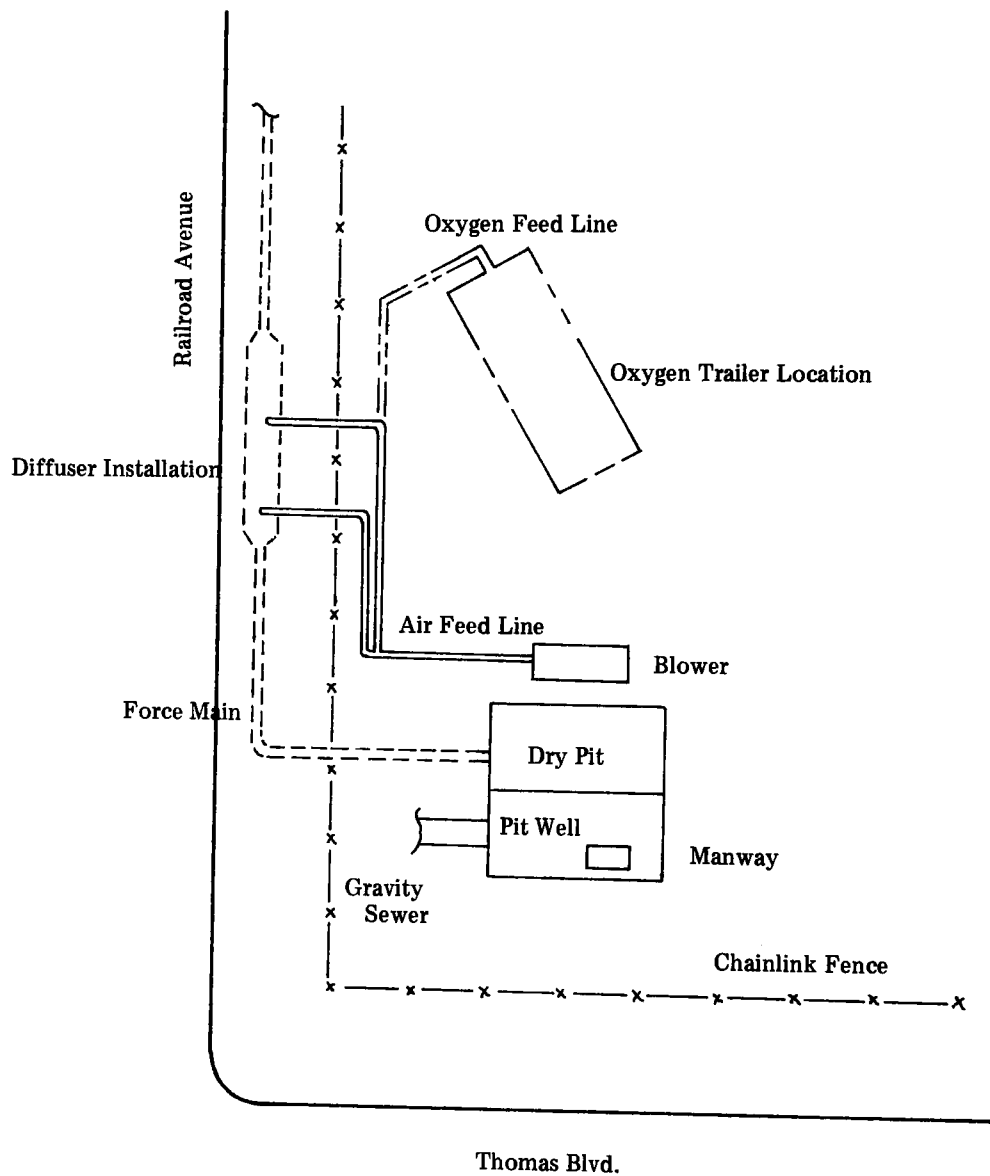 Oxygen Feed Line
Railroad Avenue
Oxygen Trailer Location
Diffuser Installation
Air Feed Line
Blower
Force Main
Dry Pit
Pit Well
Manway
Gravity
Sewer
Chainlink Fence
Thomas Blvd.